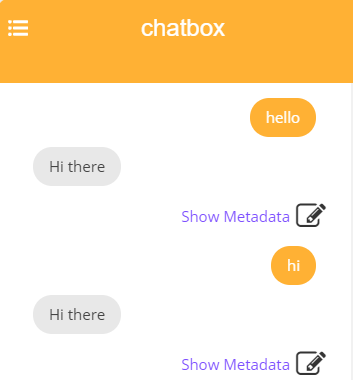 chatbox
hello
Hi there
Show Metadata
hi
Hi there
Show Metadata